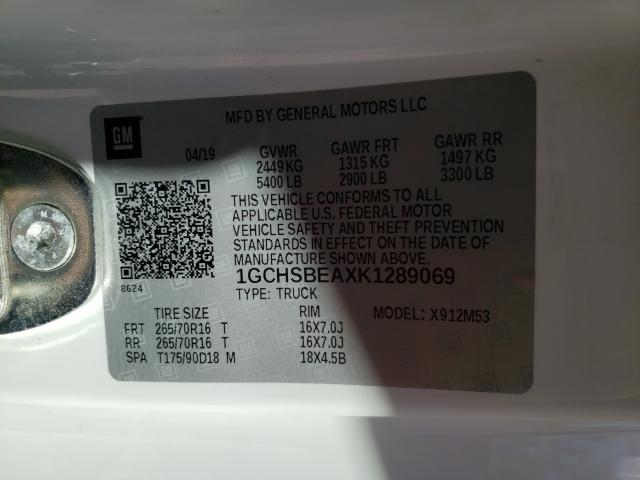 GM
MFD BY GENERAL MOTORS LLC
04/19 GVWR GAWR FRT GAWR RR
2449 KG 1315 KG 1497 KG
5400 LB 2900 LB 3300 LB
THIS VEHICLE CONFORMS TO ALL
APPLICABLE U.S. FEDERAL MOTOR
VEHICLE SAFETY AND THEFT PREVENTION
STANDARDS IN EFFECT ON THE DATE OF
MANUFACTURE SHOWN ABOVE.
8624
1GCHSBEAXK1289069
TYPE: TRUCK
TIRE SIZE RIM MODEL: X912M53
FRT 265/70R16 T 16X7.0J
RR 265/70R16 T 16X7.0J
SPA T175/90D18 M 18X4.5B